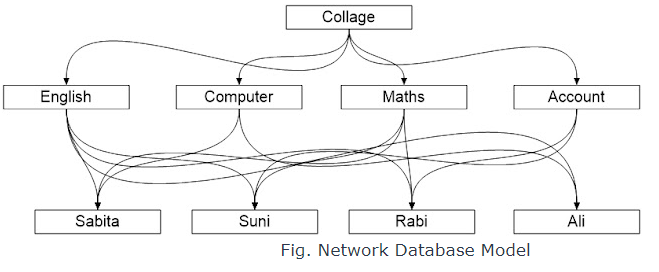 Collage
English
Computer
Maths
Account
Sabita
Suni
Rabi
Ali
Fig. Network Database Model